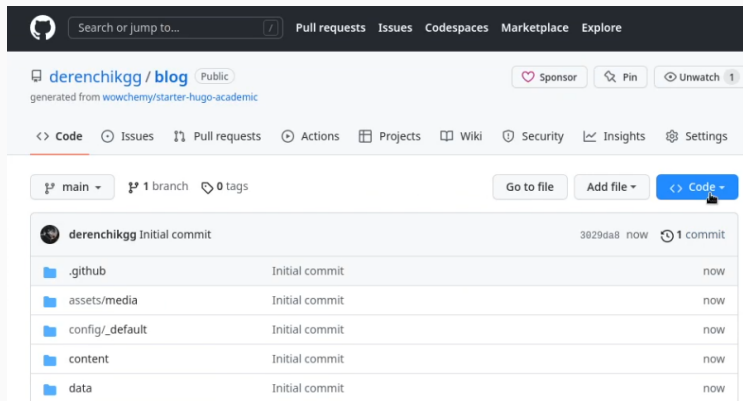 Search or jump to... / Pull requests Issues Codespaces Marketplace Explore
derenchikgg / blog Public Sponsor Pin Unwatch 1
generated from wowchemy/starter-hugo-academic
<> Code Issues Pull requests Actions Projects Wiki Security Insights Settings
main 1 branch 0 tags Go to file Add file <> Code
derenchikgg Initial commit 3029da8 now 1 commit
.github Initial commit now
assets/media Initial commit now
config/_default Initial commit now
content Initial commit now
data Initial commit now